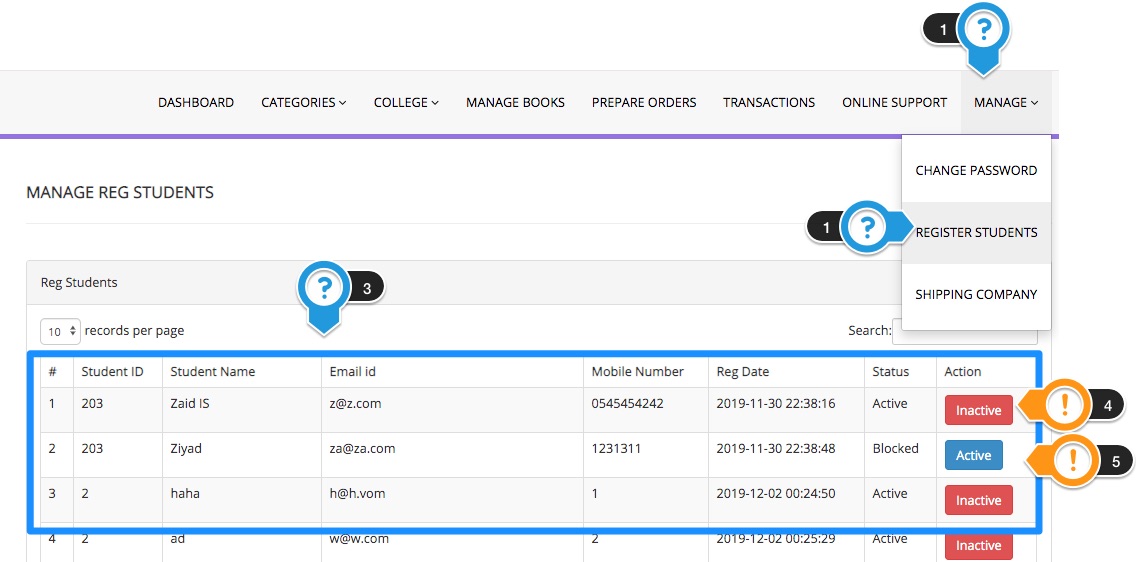 1 ?
DASHBOARD CATEGORIES COLLEGE MANAGE BOOKS PREPARE ORDERS TRANSACTIONS ONLINE SUPPORT MANAGE
CHANGE PASSWORD
MANAGE REG STUDENTS
1 ? REGISTER STUDENTS
Reg Students
? 3
SHIPPING COMPANY
10 records per page Search:
# Student ID Student Name Email id Mobile Number Reg Date Status Action
1 203 Zaid IS z@z.com 0545454242 2019-11-30 22:38:16 Active Inactive ! 4
2 203 Ziyad za@za.com 1231311 2019-11-30 22:38:48 Blocked Active ! 5
3 2 haha h@h.vom 1 2019-12-02 00:24:50 Active Inactive
4 2 ad w@w.com 2 2019-12-02 00:25:29 Active Inactive